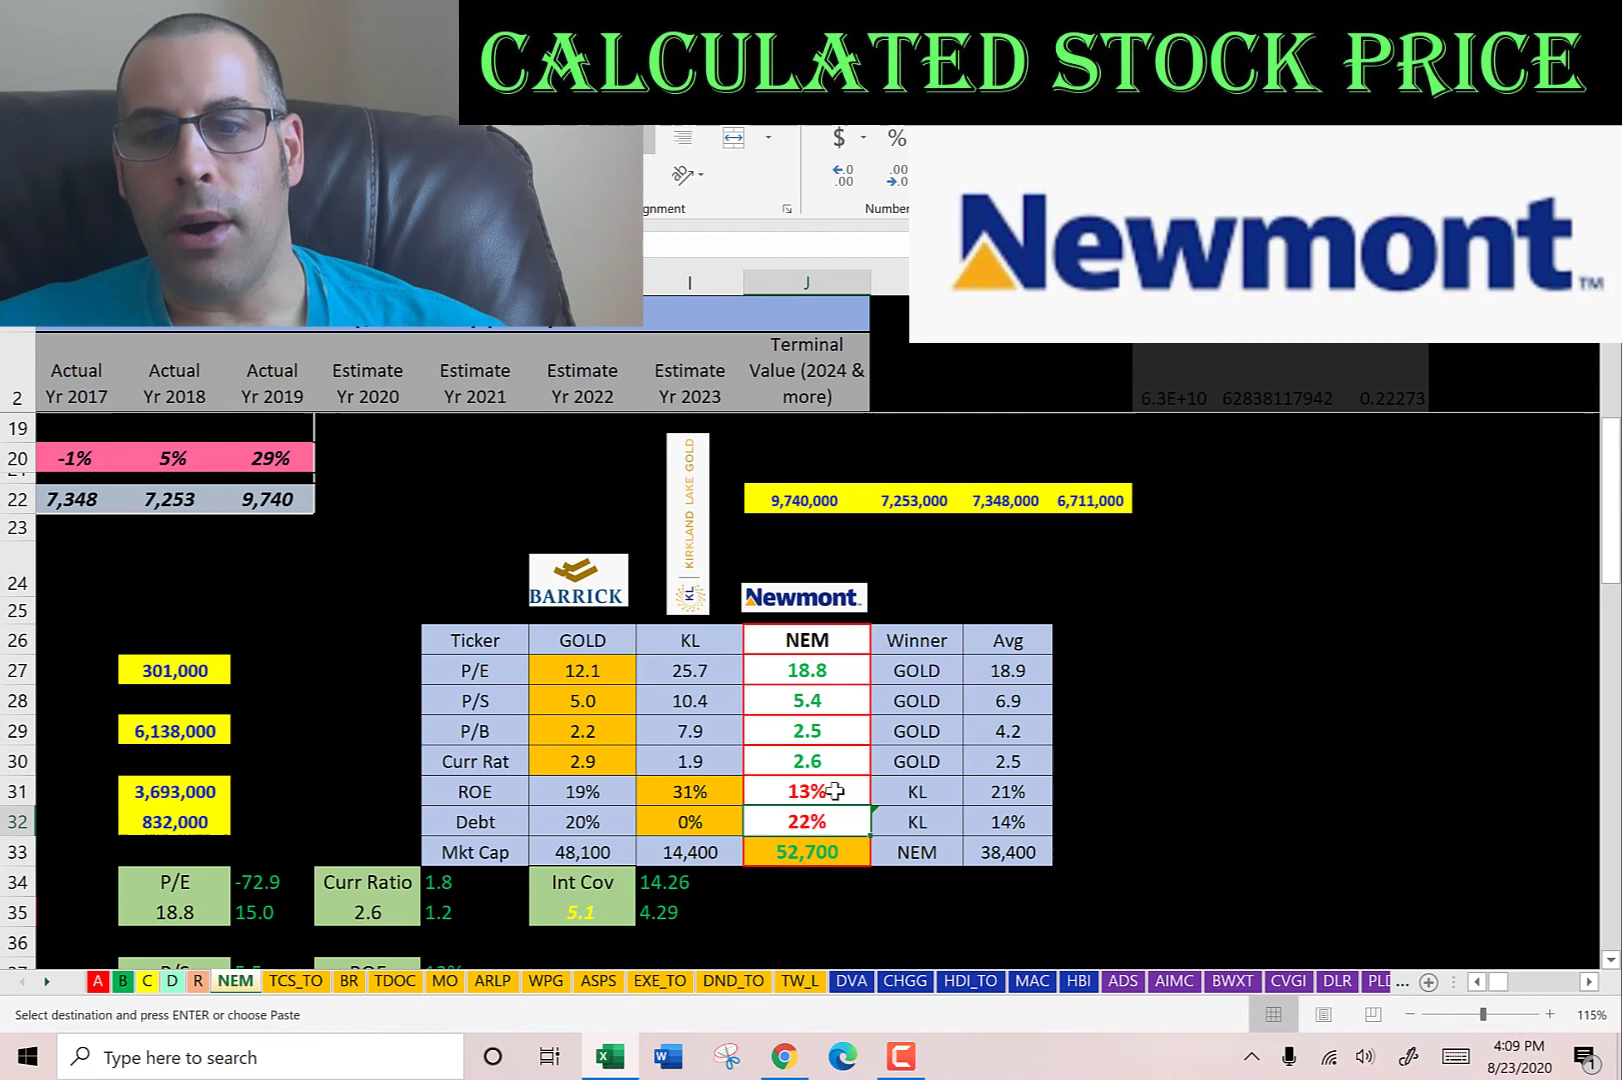 CALCULATED STOCK PRICE
$ %
.00
.00
gnment
Number
Newmont TM
I J
Terminal
Actual Actual Actual Estimate Estimate Estimate Estimate Value (2024 &
2 Yr 2017 Yr 2018 Yr 2019 Yr 2020 Yr 2021 Yr 2022 Yr 2023 more) 6.3E+10 62838117942 0.22273
19
20 -1% 5% 29%
22 7,348 7,253 9,740 9,740,000 7,253,000 7,348,000 6,711,000
23
KL KIRKLAND LAKE GOLD
24
BARRICK Newmont
25
26 Ticker GOLD KL NEM Winner Avg
27 301,000 P/E 12.1 25.7 18.8 GOLD 18.9
28 P/S 5.0 10.4 5.4 GOLD 6.9
29 6,138,000 P/B 2.2 7.9 2.5 GOLD 4.2
30 Curr Rat 2.9 1.9 2.6 GOLD 2.5
31 3,693,000 ROE 19% 31% 13% KL 21%
32 832,000 Debt 20% 0% 22% KL 14%
33 Mkt Cap 48,100 14,400 52,700 NEM 38,400
34 P/E -72.9 Curr Ratio 1.8 Int Cov 14.26
35 18.8 15.0 2.6 1.2 5.1 4.29
36
A B C D R NEM TCS_TO BR TDOC MO ARLP WPG ASPS EXE_TO DND_TO TW_L DVA CHGG HDI_TO MAC HBI ADS AIMC BWXT CVGI DLR PLD ...
Select destination and press ENTER or choose Paste 115%
Type here to search
4:09 PM
8/23/2020
1